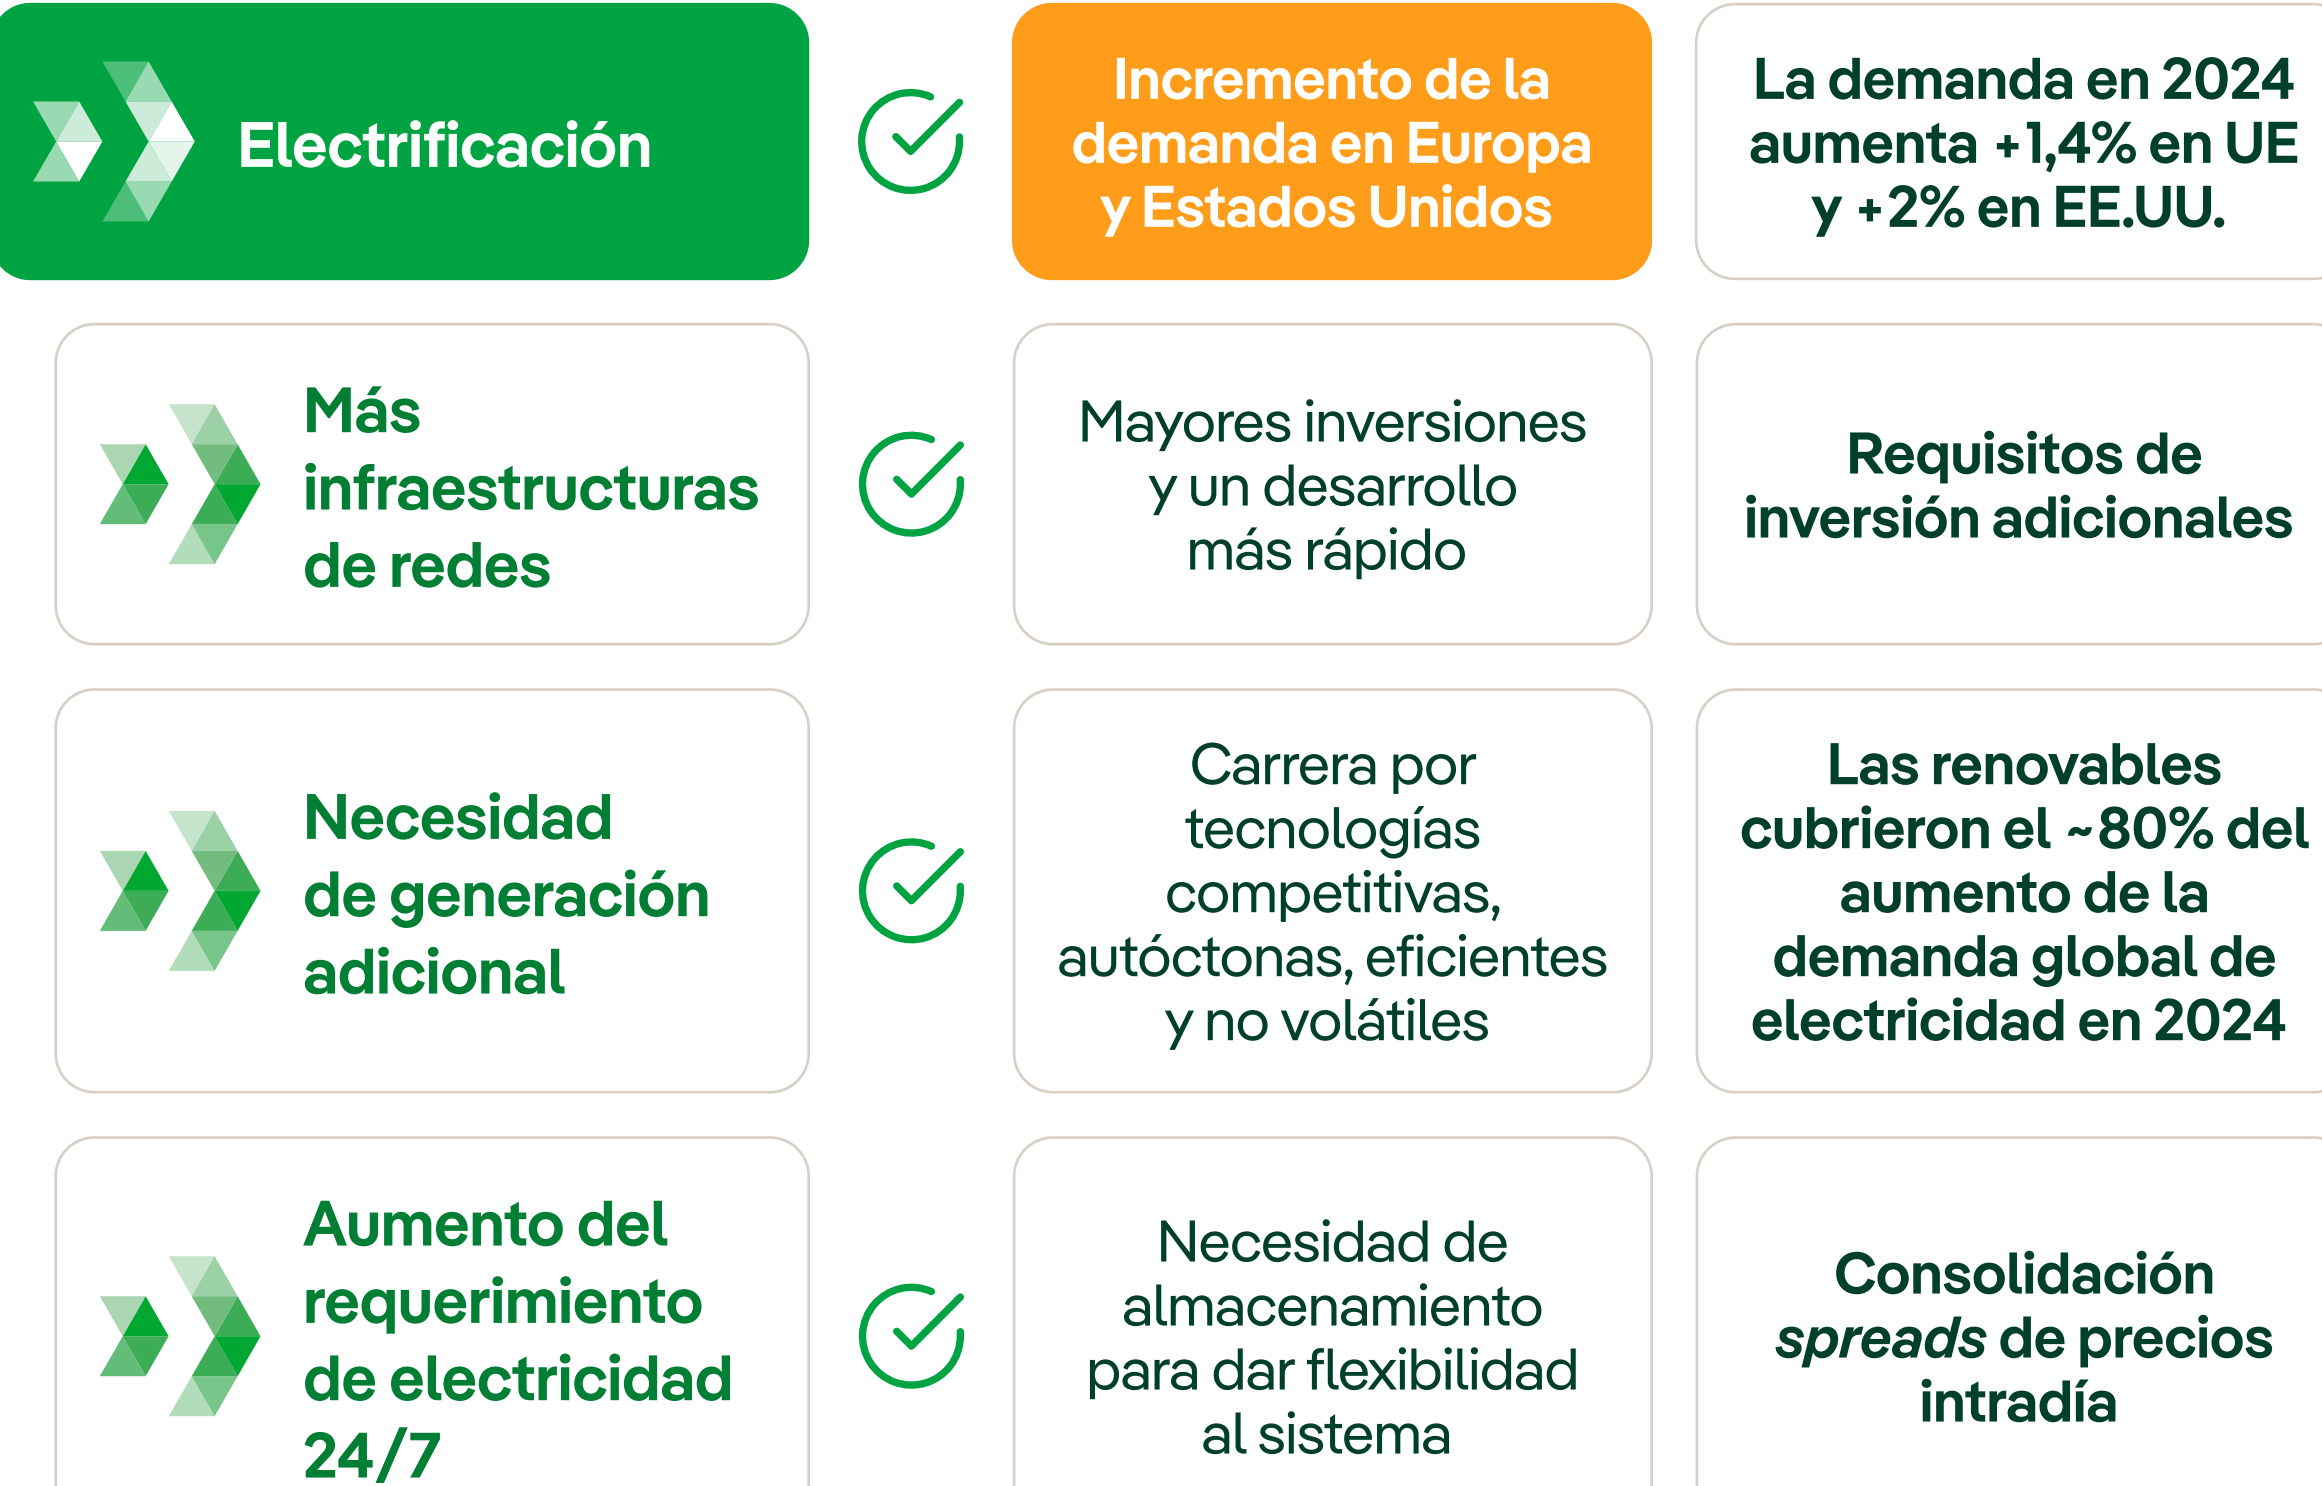 Electrificación
Incremento de la
demanda en Europa
y Estados Unidos
La demanda en 2024
aumenta +1,4% en UE
y +2% en EE.UU.
Más
infraestructuras
de redes
Mayores inversiones
y un desarrollo
más rápido
Requisitos de
inversión adicionales
Necesidad
de generación
adicional
Carrera por
tecnologías
competitivas,
autóctonas, eficientes
y no volátiles
Las renovables
cubrieron el ~80% del
aumento de la
demanda global de
electricidad en 2024
Aumento del
requerimiento
de electricidad
24/7
Necesidad de
almacenamiento
para dar flexibilidad
al sistema
Consolidación
spreads de precios
intradía